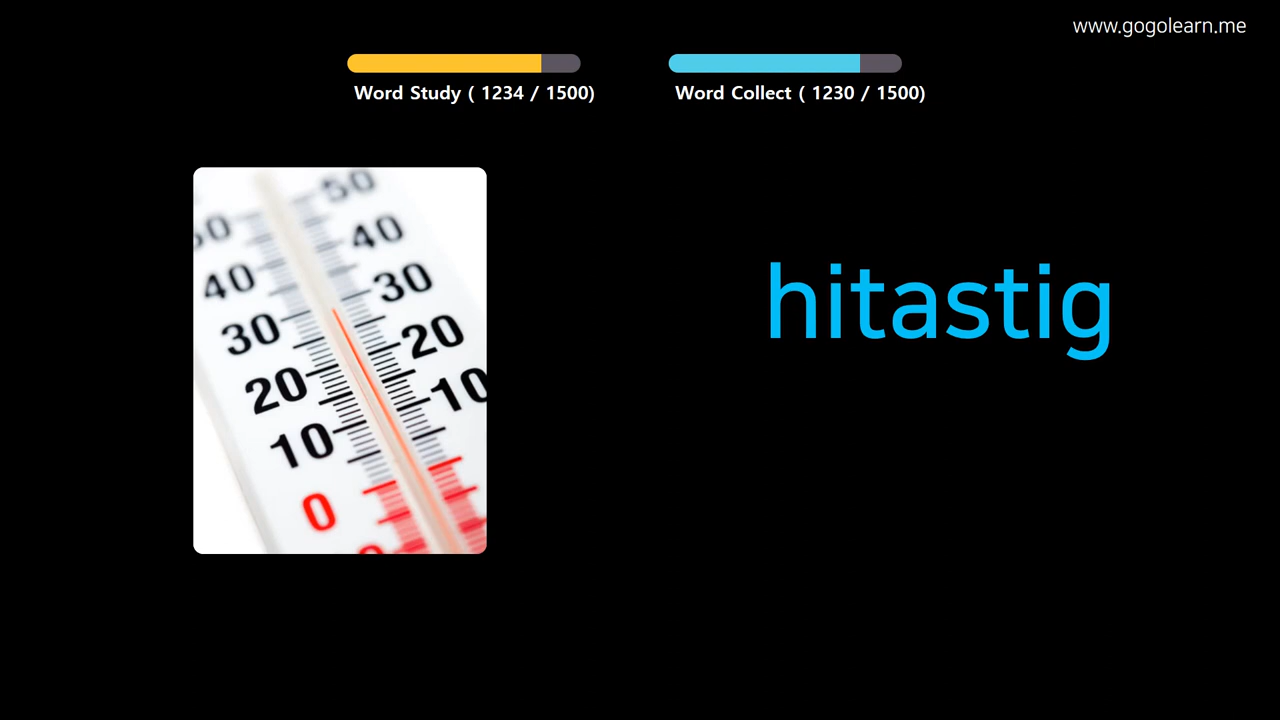 www.gogolearn.me
Word Study ( 1234 / 1500)
Word Collect ( 1230 / 1500)
hitastig
50
40
40
30
30
20
20
10
10
0